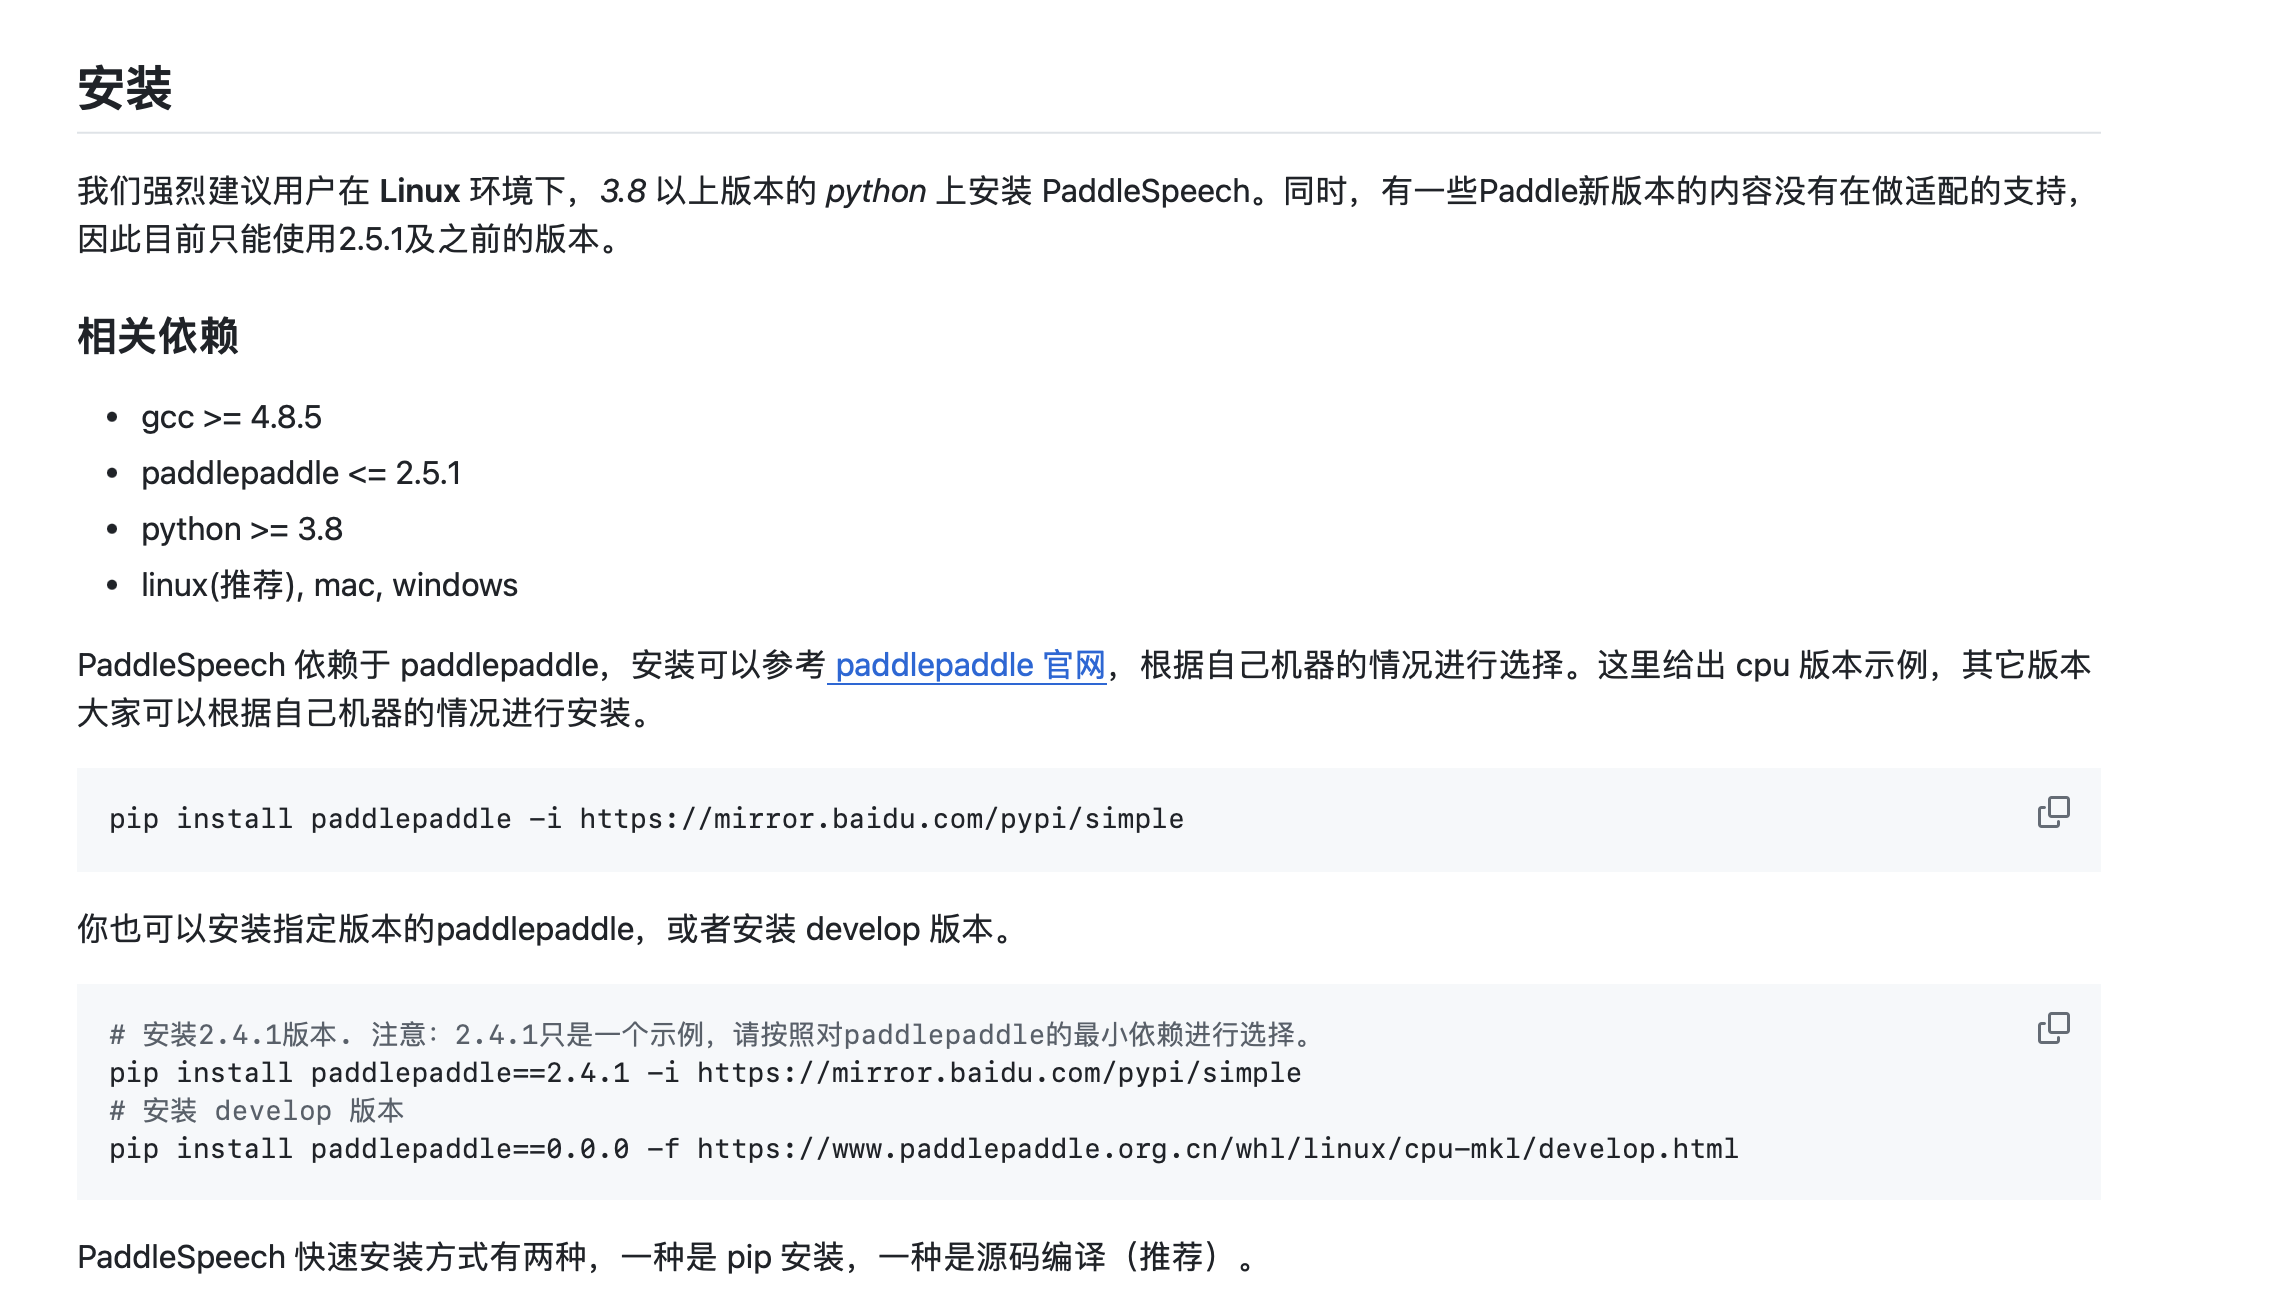 安装
我们强烈建议用户在 Linux 环境下，3.8 以上版本的 python 上安装 PaddleSpeech。同时，有一些Paddle新版本的内容没有在做适配的支持，
因此目前只能使用2.5.1及之前的版本。
相关依赖
• gcc >= 4.8.5
• paddlepaddle <= 2.5.1
• python >= 3.8
• linux(推荐), mac, windows
PaddleSpeech 依赖于 paddlepaddle，安装可以参考 paddlepaddle 官网，根据自己机器的情况进行选择。这里给出 cpu 版本示例，其它版本
大家可以根据自己机器的情况进行安装。
pip install paddlepaddle -i https://mirror.baidu.com/pypi/simple
你也可以安装指定版本的paddlepaddle，或者安装 develop 版本。
# 安装2.4.1版本. 注意：2.4.1只是一个示例，请按照对paddlepaddle的最小依赖进行选择。
pip install paddlepaddle==2.4.1 -i https://mirror.baidu.com/pypi/simple
# 安装 develop 版本
pip install paddlepaddle==0.0.0 -f https://www.paddlepaddle.org.cn/whl/linux/cpu-mkl/develop.html
PaddleSpeech 快速安装方式有两种，一种是 pip 安装，一种是源码编译（推荐）。